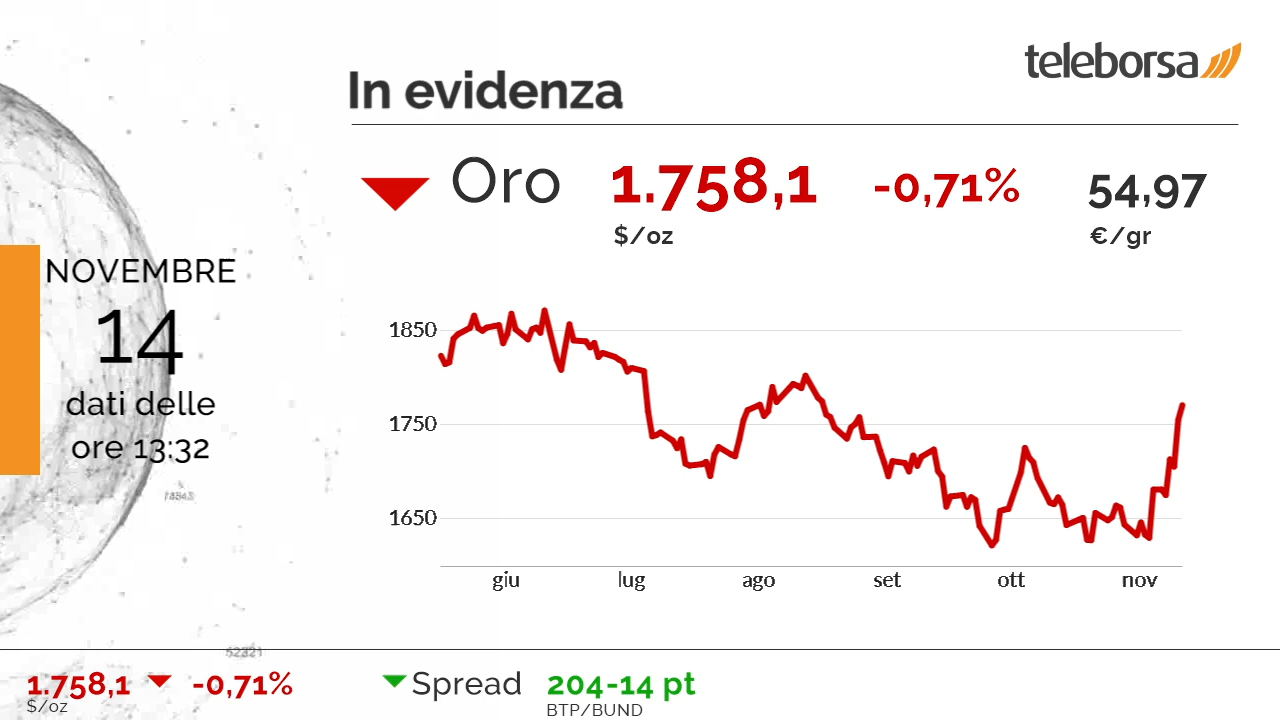 teleborsa
In evidenza
Oro 1.758,1 -0,71% 54,97
$/oz €/gr
NOVEMBRE
14
dati delle
ore 13:32
1850
1750
1650
giu lug ago set ott nov
1.758,1 -0,71% Spread 204-14 pt
$/oz BTP/BUND